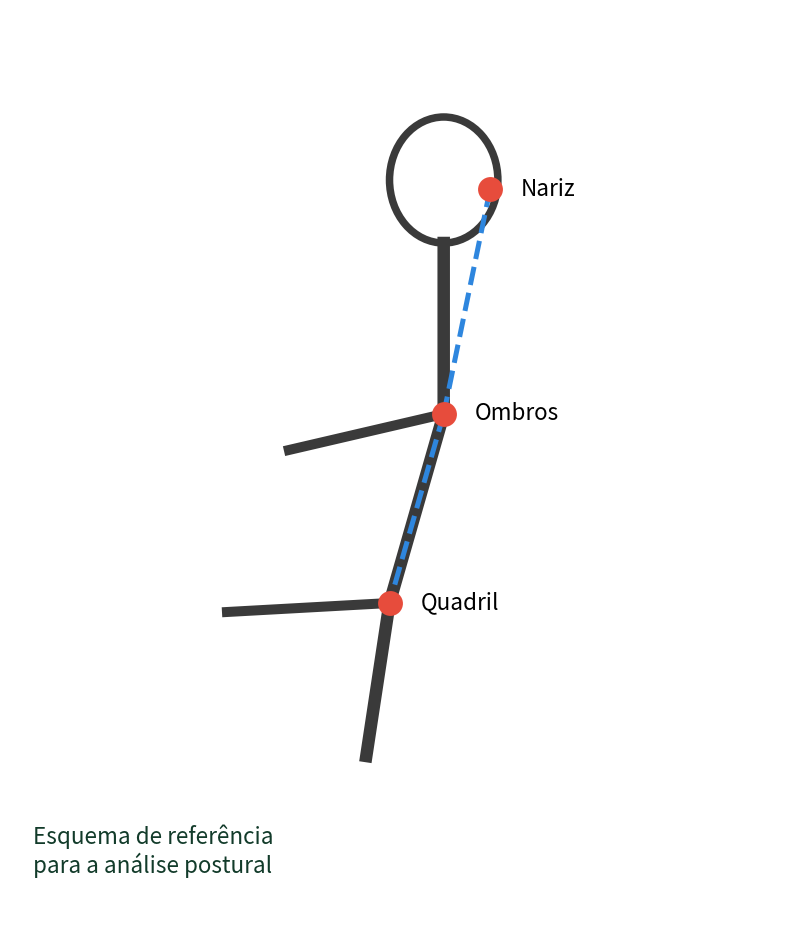 Nariz
Ombros
Quadril
Esquema de referência
para a análise postural